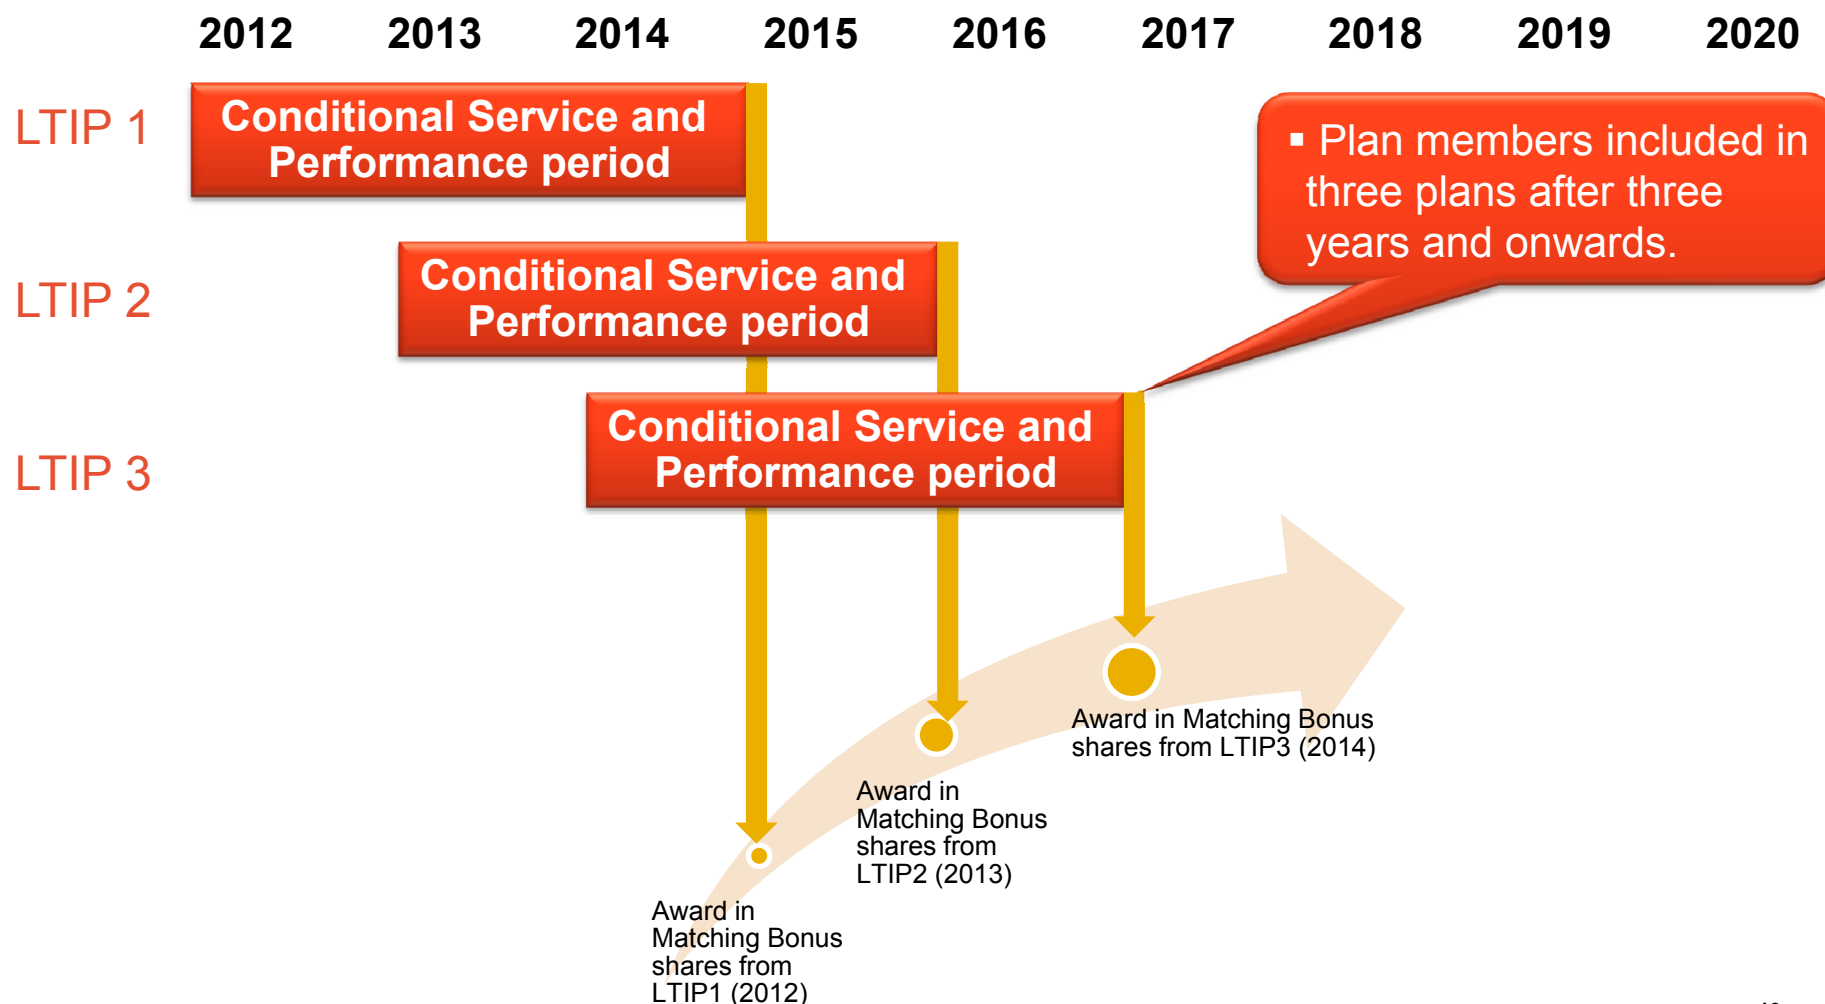 2012 2013 2014 2015 2016 2017 2018 2019 2020
LTIP 1
Conditional Service and
Performance period
▪ Plan members included in
three plans after three
years and onwards.
LTIP 2
Conditional Service and
Performance period
LTIP 3
Conditional Service and
Performance period
Award in Matching Bonus
shares from LTIP3 (2014)
Award in
Matching Bonus
shares from
LTIP2 (2013)
Award in
Matching Bonus
shares from
LTIP1 (2012)